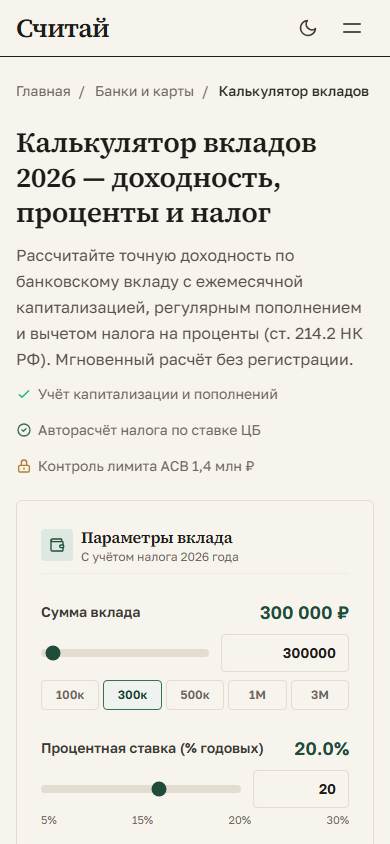 Считай
Главная / Банки и карты / Калькулятор вкладов
Калькулятор вкладов
2026 — доходность,
проценты и налог
Рассчитайте точную доходность по
банковскому вкладу с ежемесячной
капитализацией, регулярным пополнением
и вычетом налога на проценты (ст. 214.2 НК
РФ). Мгновенный расчёт без регистрации.
Учёт капитализации и пополнений
Авторасчёт налога по ставке ЦБ
Контроль лимита АСВ 1,4 млн ₽
Параметры вклада
С учётом налога 2026 года
Сумма вклада 300 000 ₽
300000
100к 300к 500к 1М 3М
Процентная ставка (% годовых) 20.0%
20
5% 15% 20% 30%